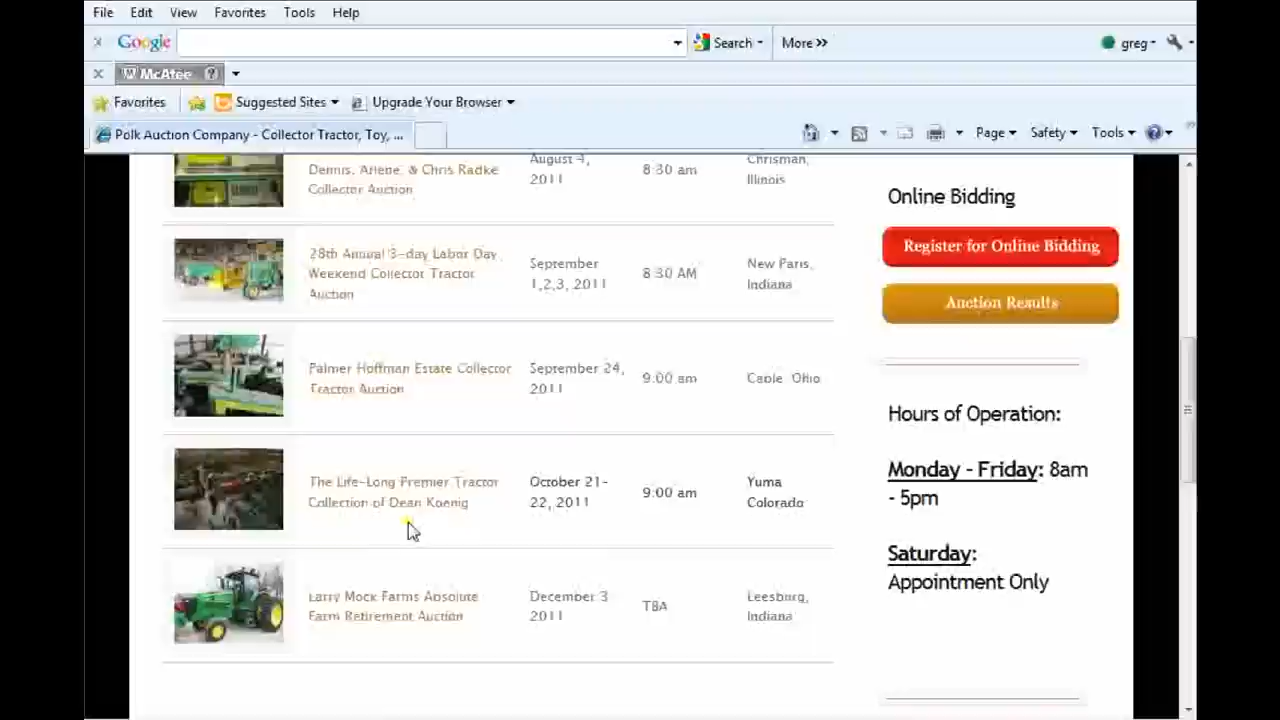 File Edit View Favorites Tools Help
x Google Search More »
greg
x McAfee ?
Favorites Suggested Sites Upgrade Your Browser
Polk Auction Company - Collector Tractor, Toy, ...
Page Safety Tools
Dennis, Arlene, & Chris Radke
Collector Auction
August 4,
2011
8:30 am
Chrisman,
Illinois
28th Annual 3-day Labor Day
Weekend Collector Tractor
Auction
September
1,2,3, 2011
8:30 AM
New Paris,
Indiana
Palmer Hoffman Estate Collector
Tractor Auction
September 24,
2011
9:00 am
Cable, Ohio
The Life-Long Premier Tractor
Collection of Dean Koenig
October 21-
22, 2011
9:00 am
Yuma
Colorado
Larry Mock Farms Absolute
Farm Retirement Auction
December 3
2011
TBA
Leesburg,
Indiana
Online Bidding
Register for Online Bidding
Auction Results
Hours of Operation:
Monday - Friday: 8am
- 5pm
Saturday:
Appointment Only